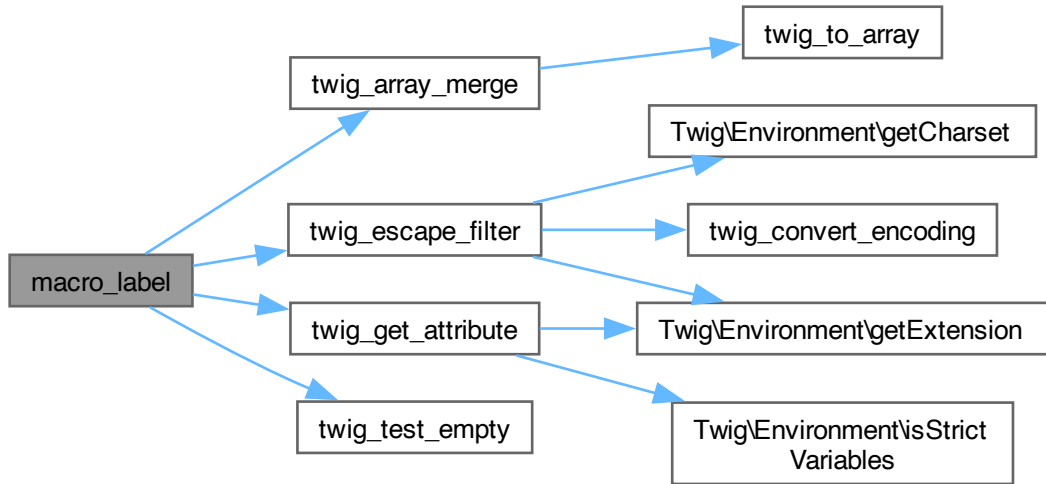 macro_label
twig_array_merge
twig_to_array
twig_escape_filter
Twig\Environment\getCharset
twig_convert_encoding
Twig\Environment\getExtension
twig_get_attribute
Twig\Environment\isStrict
Variables
twig_test_empty